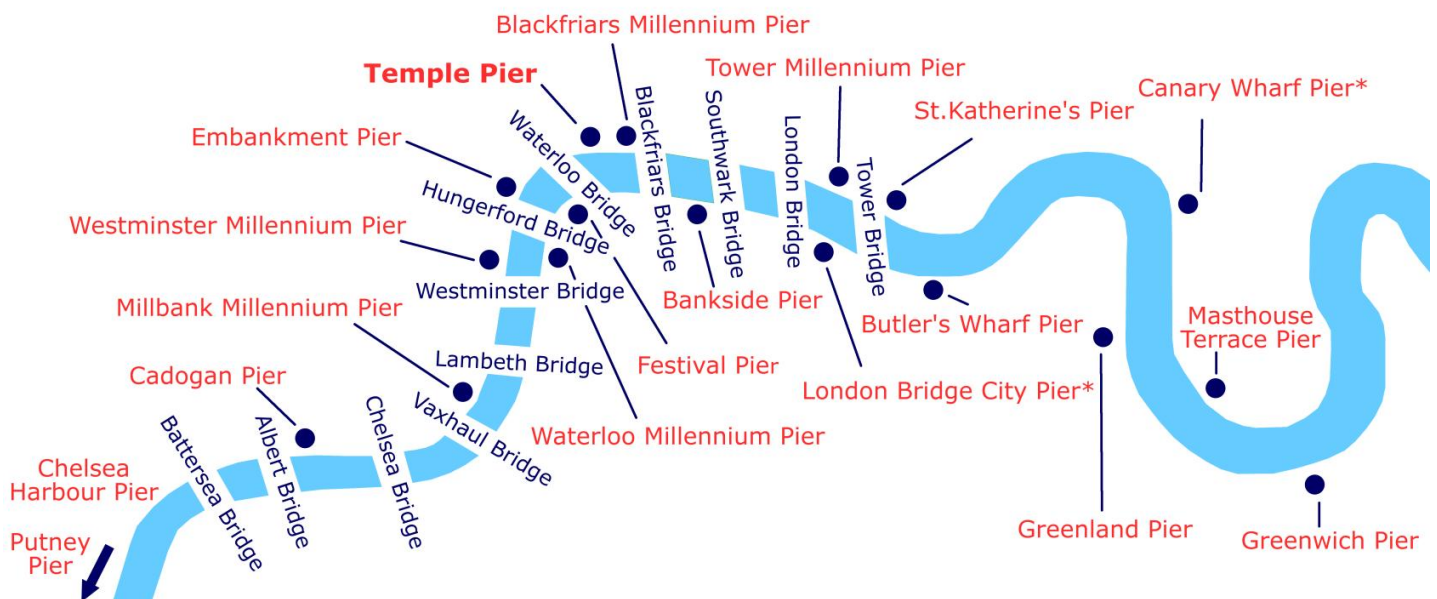 Blackfriars Millennium Pier
Temple Pier
Tower Millennium Pier
Canary Wharf Pier*
St.Katherine's Pier
Embankment Pier
Waterloo Bridge
Blackfriars Bridge
Southwark Bridge
London Bridge
Tower Bridge
Hungerford Bridge
Westminster Millennium Pier
Westminster Bridge
Bankside Pier
Millbank Millennium Pier
Butler's Wharf Pier
Masthouse
Terrace Pier
Lambeth Bridge
Festival Pier
Cadogan Pier
London Bridge City Pier*
Vaxhaul Bridge
Waterloo Millennium Pier
Chelsea Bridge
Albert Bridge
Battersea Bridge
Chelsea
Harbour Pier
Greenland Pier
Greenwich Pier
Putney
Pier